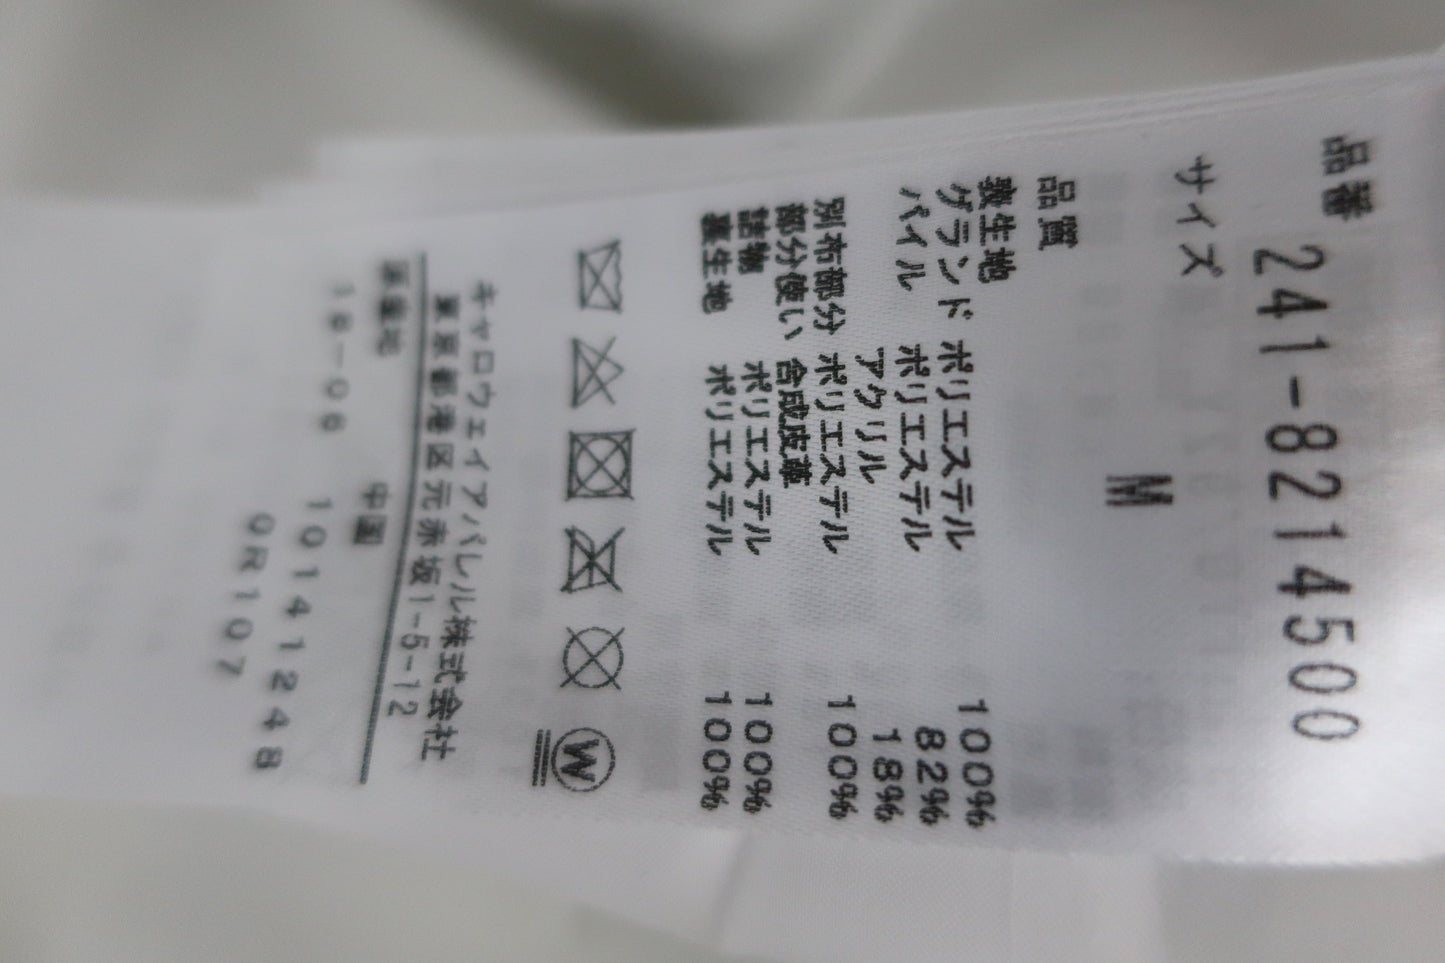 品番
241-8214500
サイズ
M
品質
表生地
グランド ポリエステル 100%
パイル ポリエステル 82%
アクリル 18%
別布部分 ポリエステル 100%
部分使い 合成皮革
詰物 ポリエステル 100%
裏生地 ポリエステル 100%
W
キャロウェイアパレル株式会社
東京都港区元赤坂1-5-12
原産地 中国
18-06 10141248
QR107